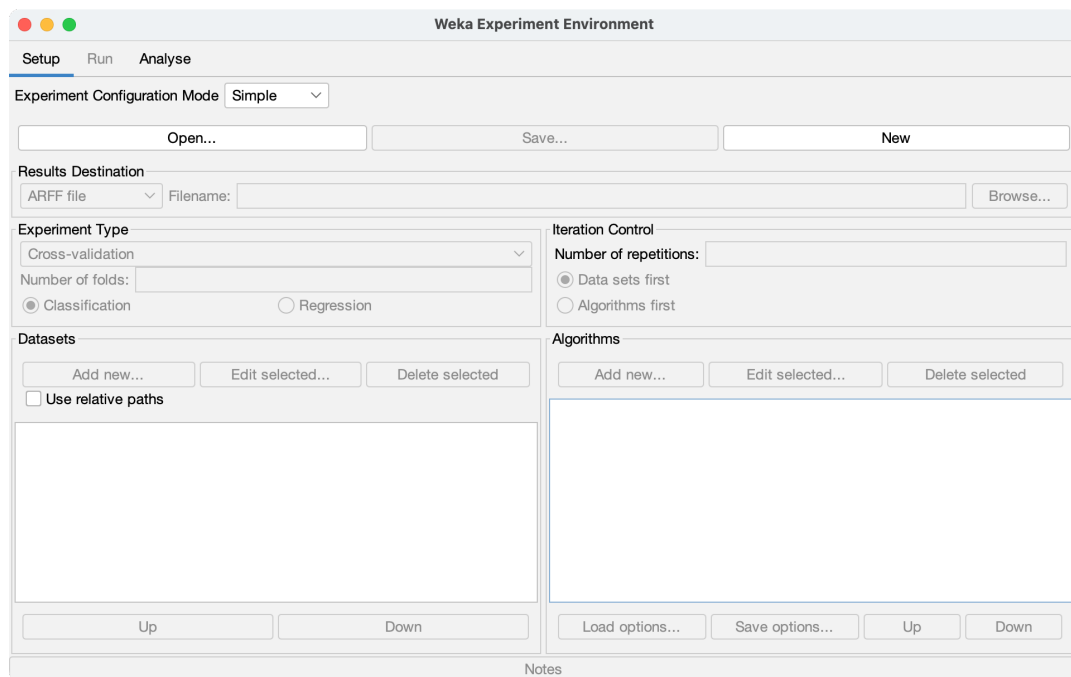 Weka Experiment Environment
Setup Run Analyse
Experiment Configuration Mode Simple
Open... Save... New
Results Destination
ARFF file Filename: Browse...
Experiment Type
Cross-validation
Number of folds:
Classification Regression
Iteration Control
Number of repetitions:
Data sets first
Algorithms first
Datasets
Add new... Edit selected... Delete selected
Use relative paths
Up Down
Algorithms
Add new... Edit selected... Delete selected
Load options... Save options... Up Down
Notes